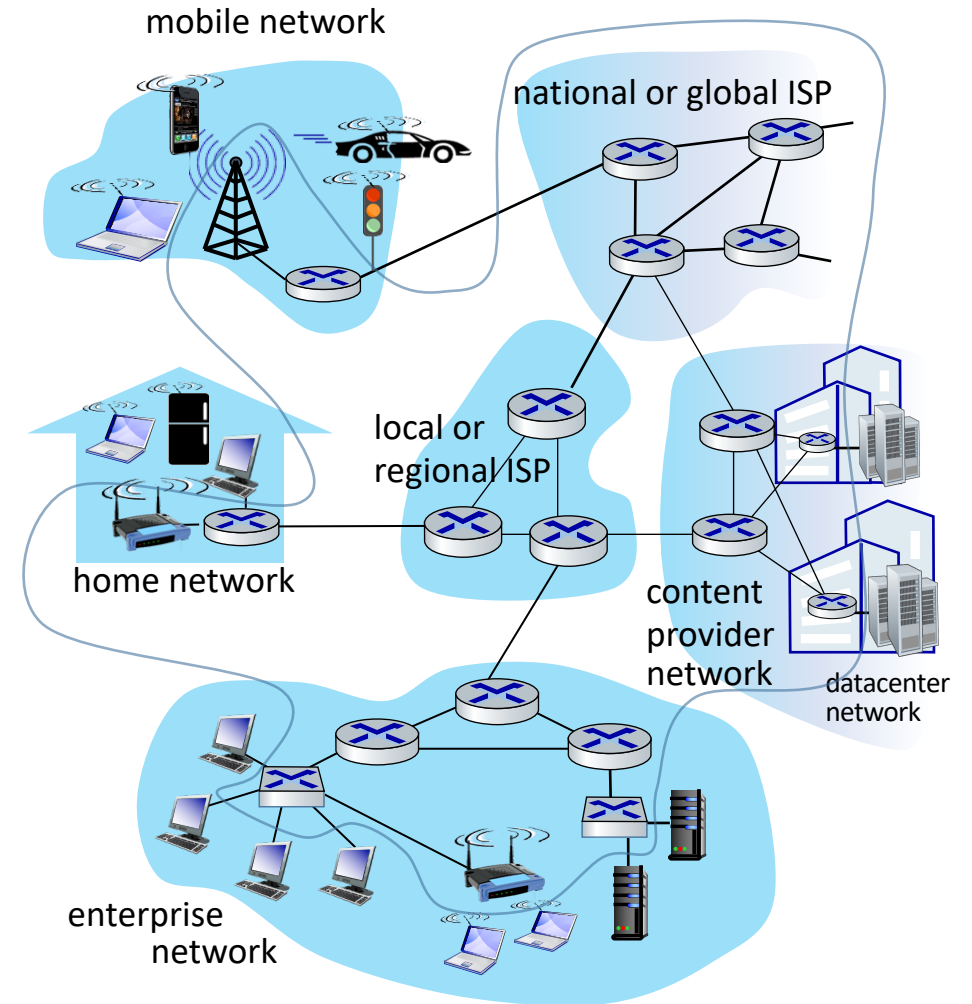 mobile network
national or global ISP
local or
regional ISP
home network
content
provider
network
datacenter
network
enterprise
network